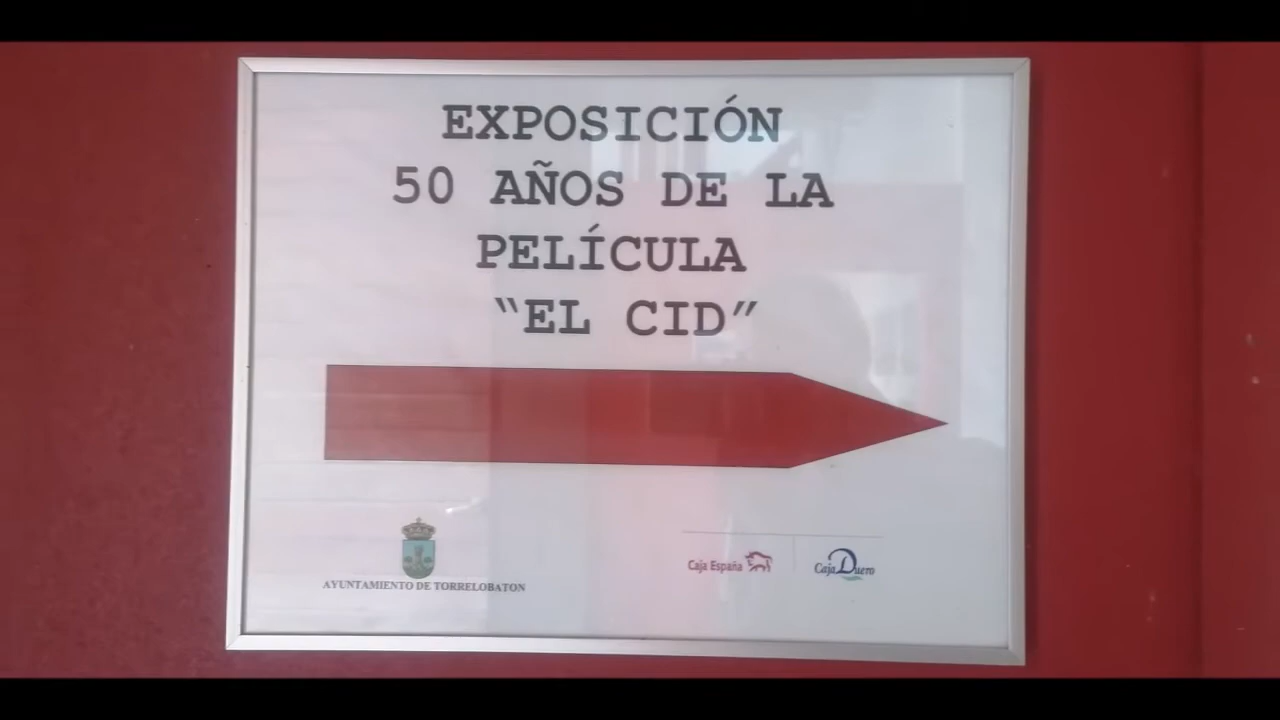 EXPOSICIÓN
50 AÑOS DE LA
PELÍCULA
“EL CID”
AYUNTAMIENTO DE TORRELOBATON
Caja España
Caja Duero